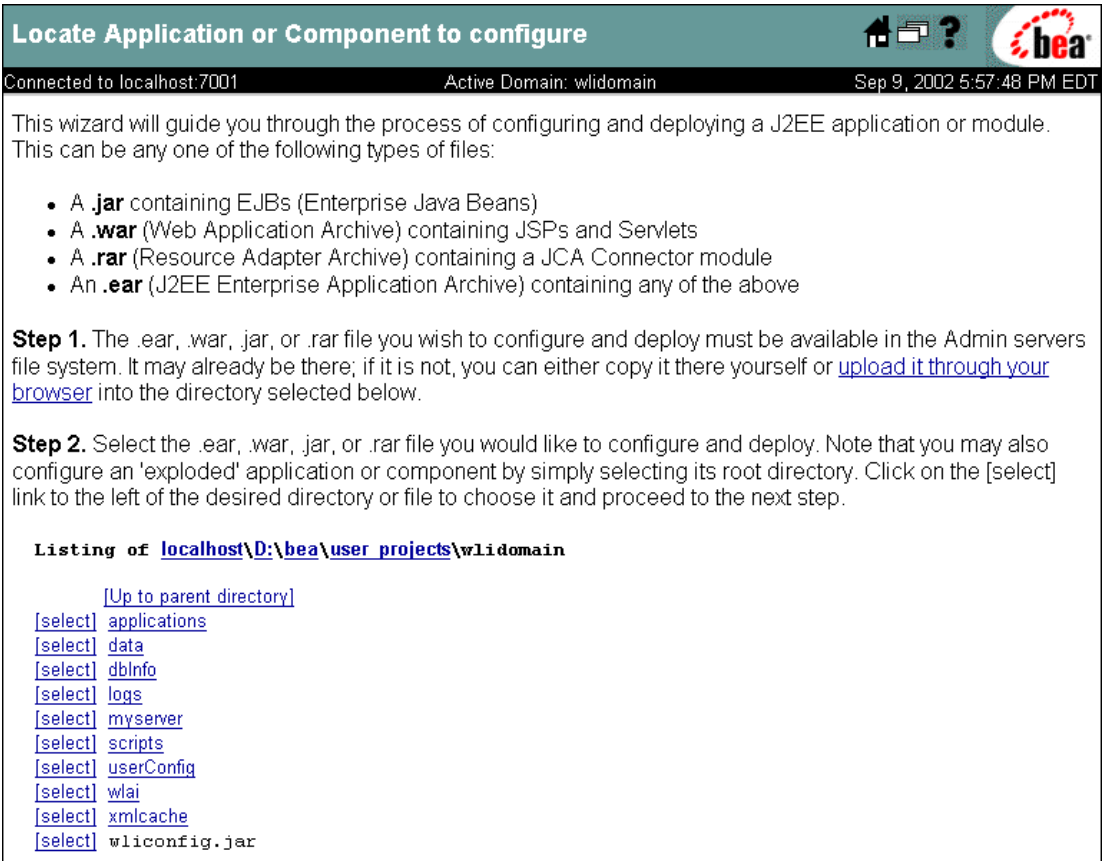 Locate Application or Component to configure
?
bea
Connected to localhost:7001 Active Domain: wlidomain Sep 9, 2002 5:57:48 PM EDT
This wizard will guide you through the process of configuring and deploying a J2EE application or module.
This can be any one of the following types of files:
• A .jar containing EJBs (Enterprise Java Beans)
• A .war (Web Application Archive) containing JSPs and Servlets
• A .rar (Resource Adapter Archive) containing a JCA Connector module
• An .ear (J2EE Enterprise Application Archive) containing any of the above
Step 1. The .ear, .war, .jar, or .rar file you wish to configure and deploy must be available in the Admin servers
file system. It may already be there; if it is not, you can either copy it there yourself or upload it through your
browser into the directory selected below.
Step 2. Select the .ear, .war, .jar, or .rar file you would like to configure and deploy. Note that you may also
configure an 'exploded' application or component by simply selecting its root directory. Click on the [select]
link to the left of the desired directory or file to choose it and proceed to the next step.
Listing of localhost\D:\bea\user_projects\wlidomain
[Up to parent directory]
[select] applications
[select] data
[select] dbInfo
[select] logs
[select] myserver
[select] scripts
[select] userConfig
[select] wlai
[select] xmlcache
[select] wliconfig.jar